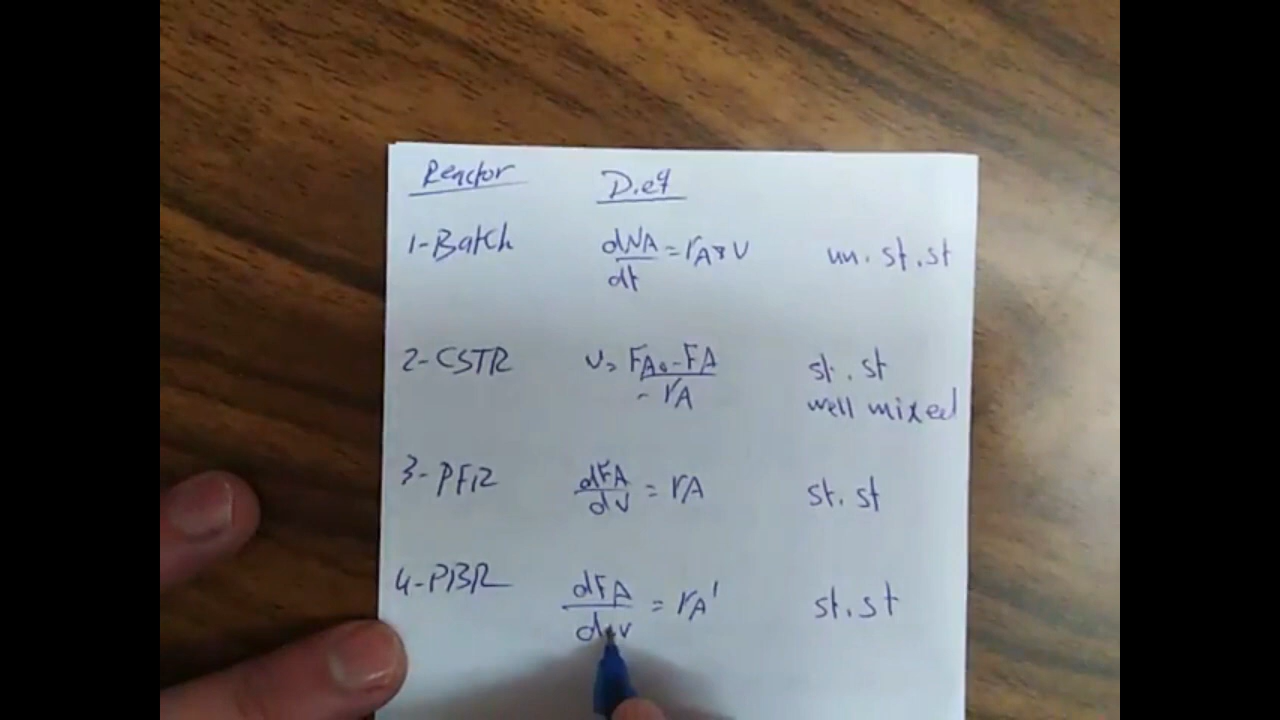 Reactor D.eq
1-Batch dNA/dt = rA * V un. st. st
2-CSTR V = FA0 - FA / - rA st. st
well mixed
3-PFR dFA/dV = rA st. st
4-PBR dFA/dw = rA' st. st